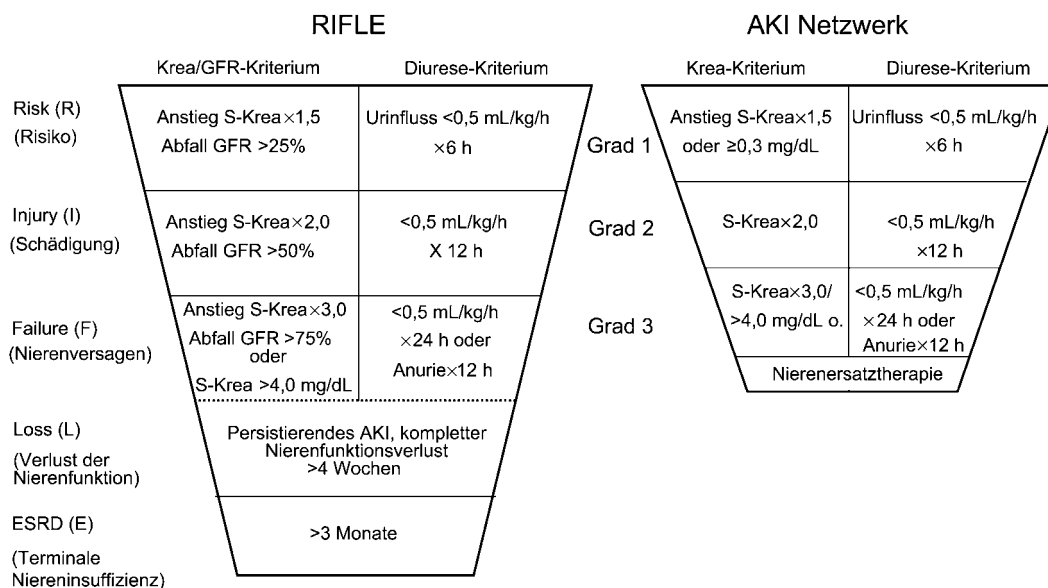 RIFLE
AKI Netzwerk
Krea/GFR-Kriterium
Diurese-Kriterium
Krea-Kriterium
Diurese-Kriterium
Risk (R)
(Risiko)
Anstieg S-Krea×1,5
Abfall GFR >25%
Urinfluss <0,5 mL/kg/h
×6 h
Grad 1
Anstieg S-Krea×1,5
oder ≥0,3 mg/dL
Urinfluss <0,5 mL/kg/h
×6 h
Injury (I)
(Schädigung)
Anstieg S-Krea×2,0
Abfall GFR >50%
<0,5 mL/kg/h
X 12 h
Grad 2
S-Krea×2,0
<0,5 mL/kg/h
×12 h
Failure (F)
(Nierenversagen)
Anstieg S-Krea×3,0
Abfall GFR >75%
oder
S-Krea >4,0 mg/dL
<0,5 mL/kg/h
×24 h oder
Anurie×12 h
Grad 3
S-Krea×3,0/
>4,0 mg/dL o.
<0,5 mL/kg/h
×24 h oder
Anurie×12 h
Nierenersatztherapie
Loss (L)
(Verlust der
Nierenfunktion)
Persistierendes AKI, kompletter
Nierenfunktionsverlust
>4 Wochen
ESRD (E)
(Terminale
Niereninsuffizienz)
>3 Monate